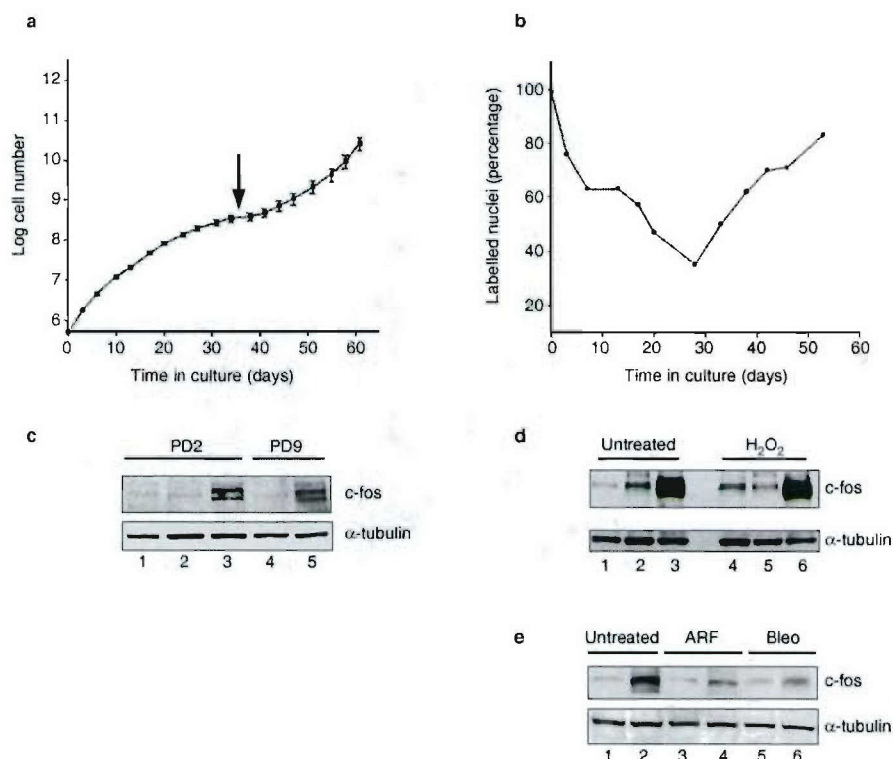 a
12
11
10
9
8
7
6
Log cell number
0 10 20 30 40 50 60
Time in culture (days)
b
100
80
60
40
20
Labelled nuclei (percentage)
0 10 20 30 40 50 60
Time in culture (days)
c
PD2 PD9
c-fos
α-tubulin
1 2 3 4 5
d
Untreated H₂O₂
c-fos
α-tubulin
1 2 3 4 5 6
e
Untreated ARF Bleo
c-fos
α-tubulin
1 2 3 4 5 6